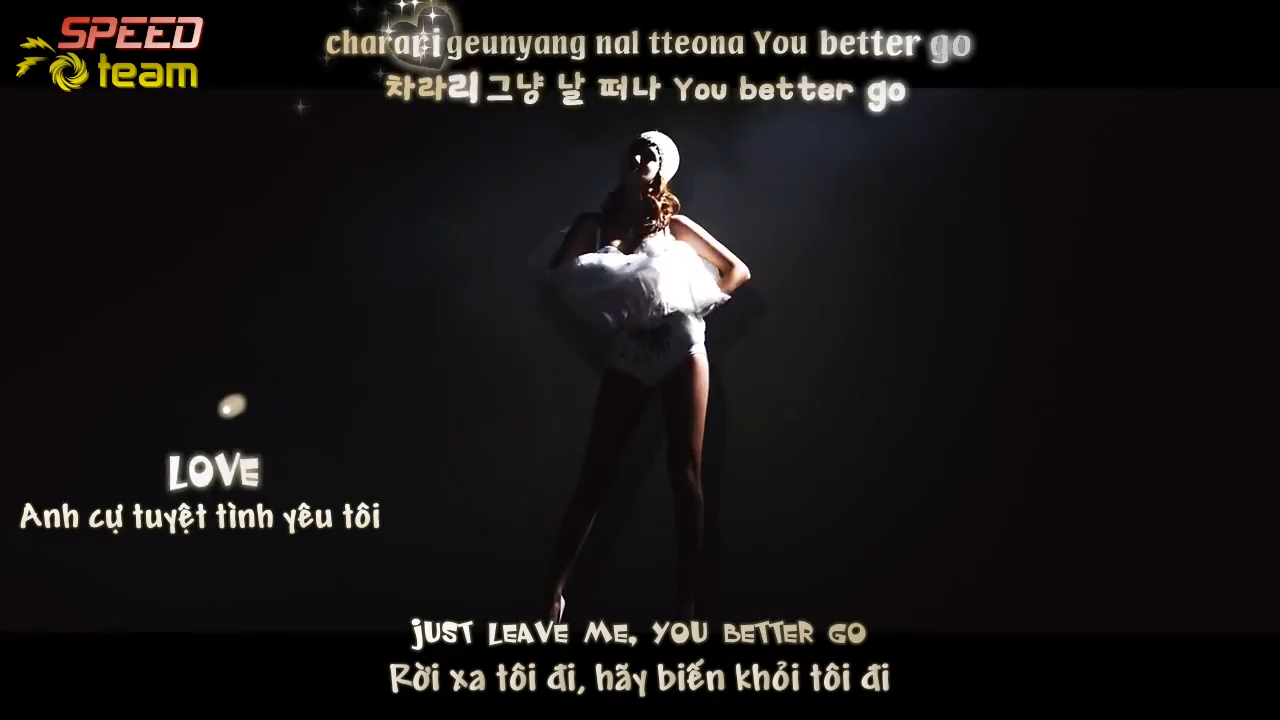 SPEED
team
charari geunyang nal tteona You better go
차라리 그냥 날 떠나 You better go
LOVE
Anh cự tuyệt tình yêu tôi
JUST LEAVE ME, YOU BETTER GO
Rời xa tôi đi, hãy biến khỏi tôi đi